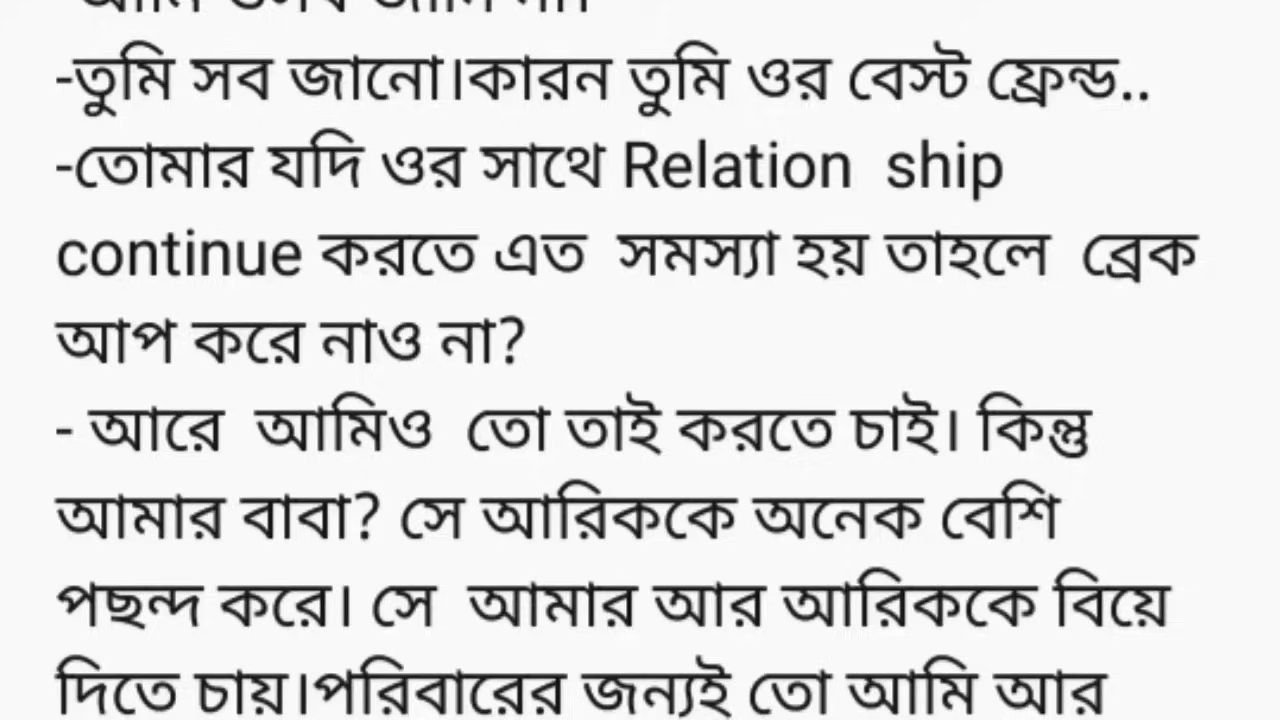 -তুমি সব জানো।কারন তুমি ওর বেস্ট ফ্রেন্ড..
-তোমার যদি ওর সাথে Relation ship
continue করতে এত সমস্যা হয় তাহলে ব্রেক
আপ করে নাও না?
- আরে আমিও তো তাই করতে চাই। কিন্তু
আমার বাবা? সে আরিককে অনেক বেশি
পছন্দ করে। সে আমার আর আরিককে বিয়ে
দিতে চায়।পরিবারের জন্যই তো আমি আর